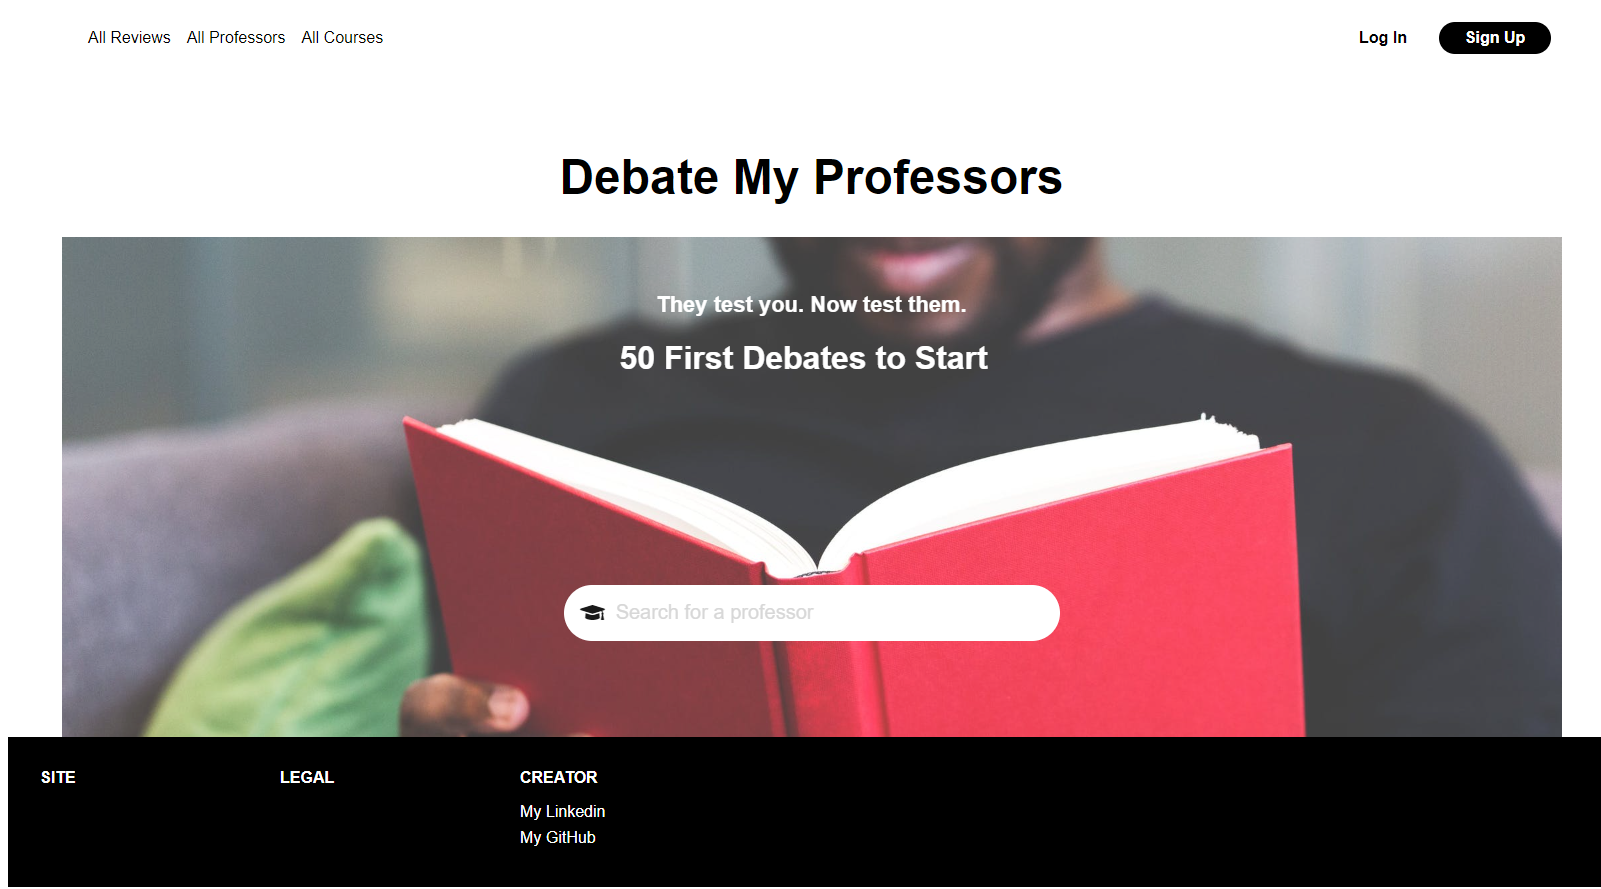 All Reviews All Professors All Courses Log In Sign Up
Debate My Professors
They test you. Now test them.
50 First Debates to Start
Search for a professor
SITE LEGAL CREATOR
My Linkedin
My GitHub